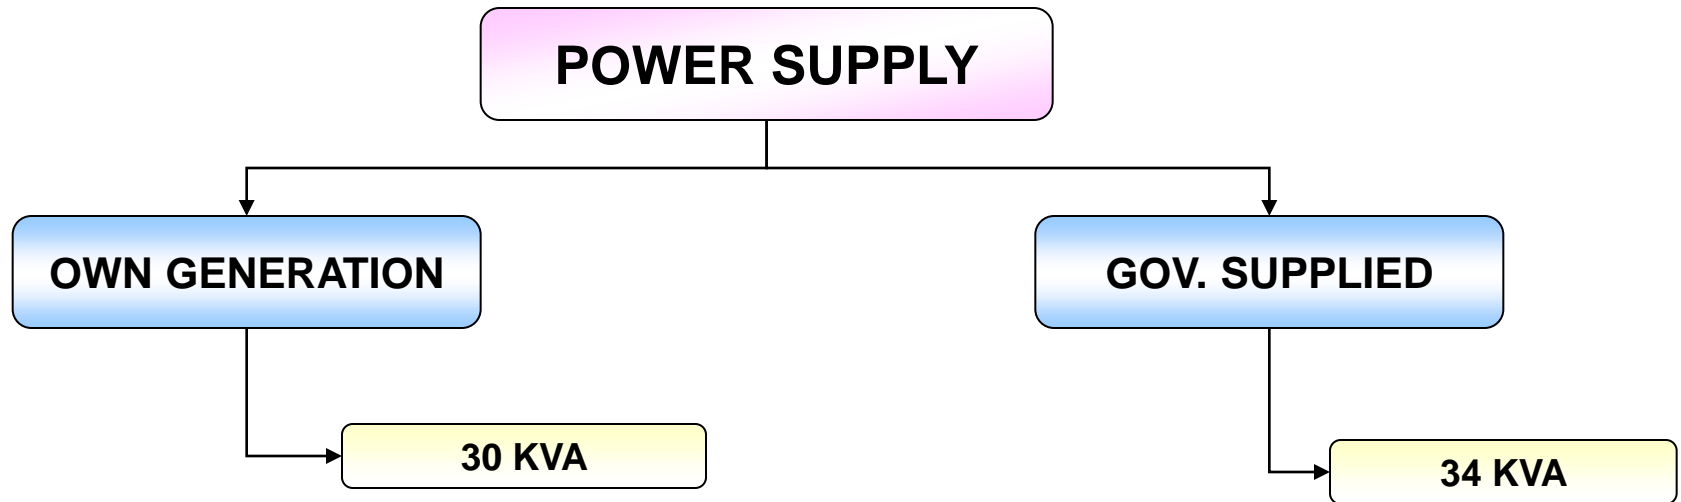 POWER SUPPLY
OWN GENERATION
GOV. SUPPLIED
30 KVA
34 KVA